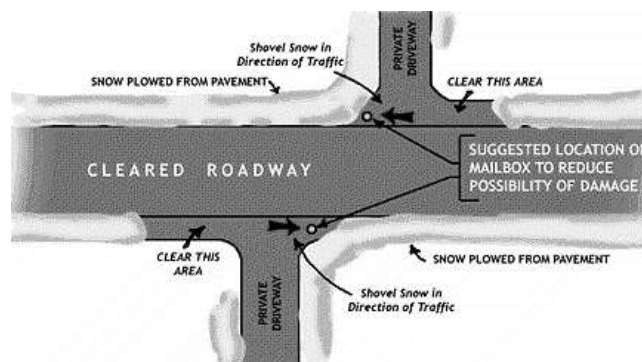 Shovel Snow in
Direction of Traffic
PRIVATE
DRIVEWAY
SNOW PLOWED FROM PAVEMENT
CLEAR THIS AREA
CLEARED ROADWAY
SUGGESTED LOCATION OF
MAILBOX TO REDUCE
POSSIBILITY OF DAMAGE
CLEAR THIS
AREA
SNOW PLOWED FROM PAVEMENT
PRIVATE
DRIVEWAY
Shovel Snow in
Direction of Traffic